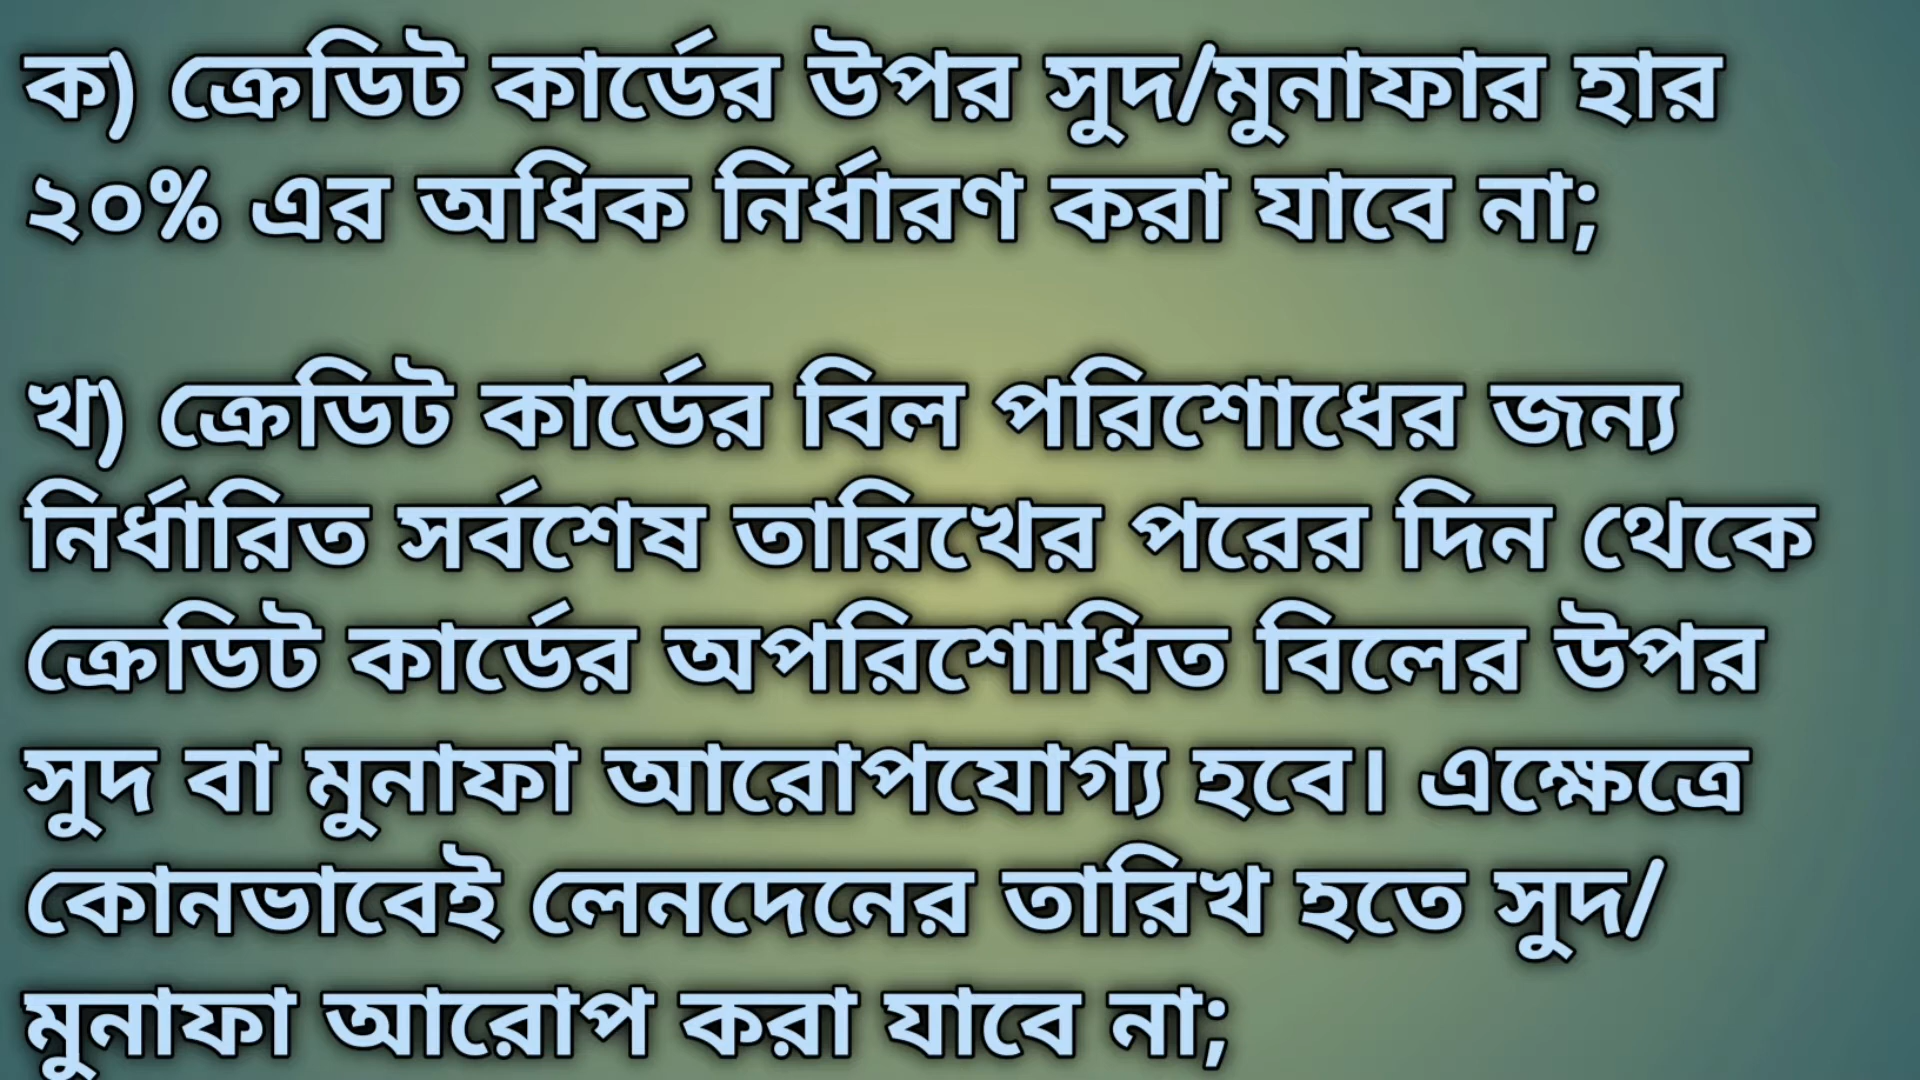 ক) ক্রেডিট কার্ডের উপর সুদ/মুনাফার হার
২০% এর অধিক নির্ধারণ করা যাবে না;
খ) ক্রেডিট কার্ডের বিল পরিশোধের জন্য
নির্ধারিত সর্বশেষ তারিখের পরের দিন থেকে
ক্রেডিট কার্ডের অপরিশোধিত বিলের উপর
সুদ বা মুনাফা আরোপযোগ্য হবে। এক্ষেত্রে
কোনভাবেই লেনদেনের তারিখ হতে সুদ/
মুনাফা আরোপ করা যাবে না;